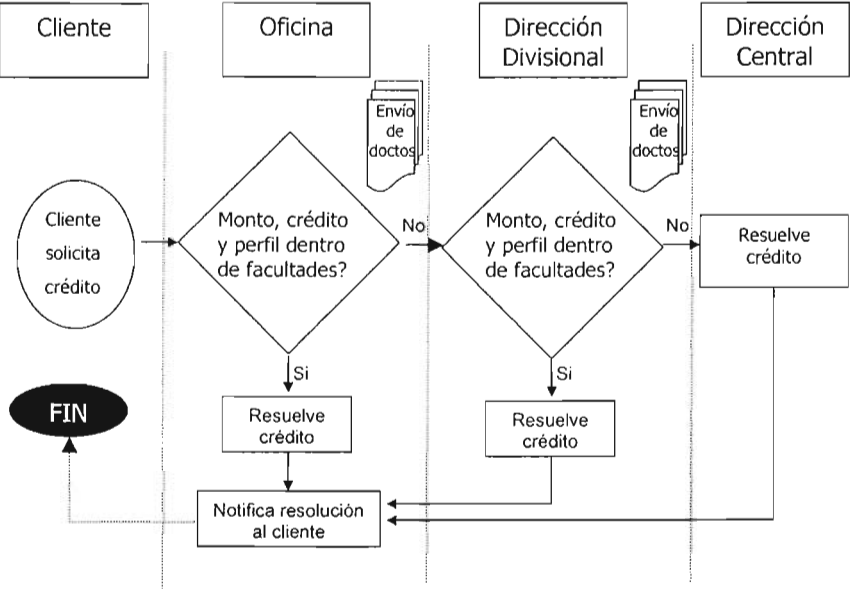 Cliente
Oficina
Dirección
Divisional
Dirección
Central
Envío
de
doctos
Envío
de
doctos
Cliente
solicita
crédito
Monto, crédito
y perfil dentro
de facultades?
No
Monto, crédito
y perfil dentro
de facultades?
No
Resuelve
crédito
Si
Si
FIN
Resuelve
crédito
Resuelve
crédito
Notifica resolución
al cliente